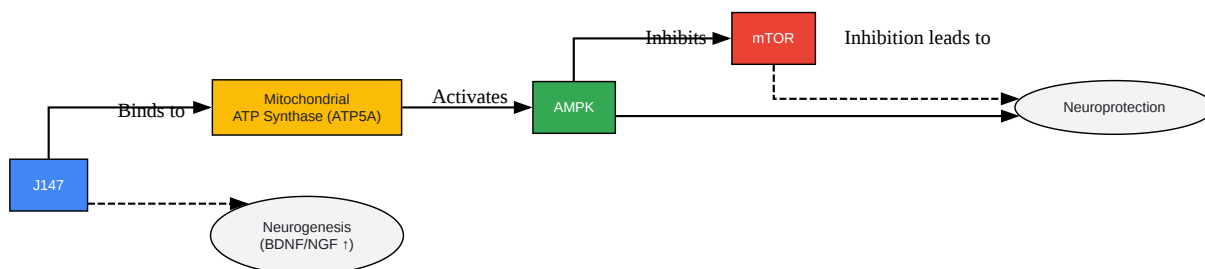 Inhibits
mTOR
Inhibition leads to
Binds to
Mitochondrial
ATP Synthase (ATP5A)
Activates
AMPK
Neuroprotection
J147
Neurogenesis
(BDNF/NGF ↑)